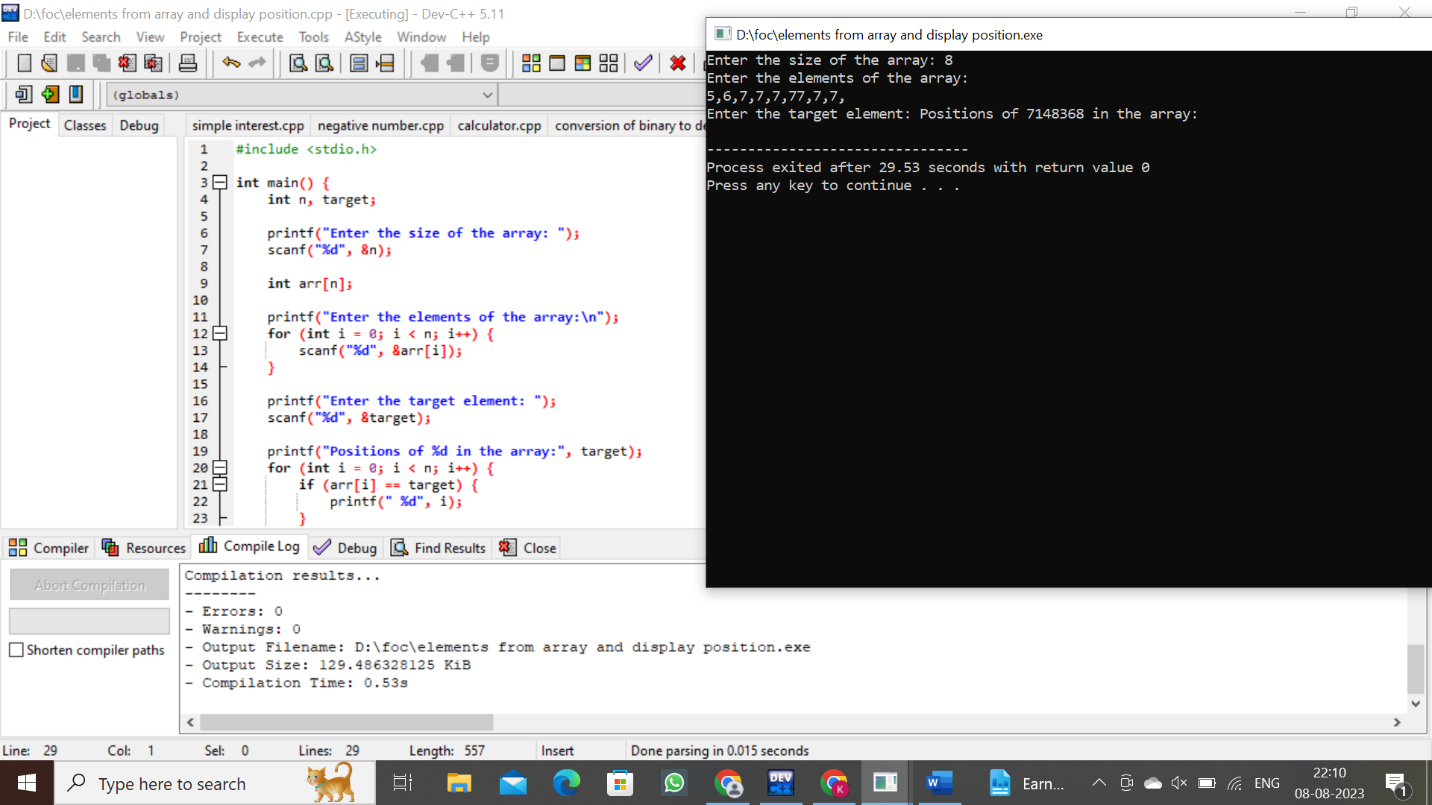 D:\foc\elements from array and display position.cpp - [Executing] - Dev-C++ 5.11
File Edit Search View Project Execute Tools AStyle Window Help
(globals)
Project Classes Debug
simple interest.cpp negative number.cpp calculator.cpp conversion of binary to de
1 #include <stdio.h>
2
3 int main() {
4 int n, target;
5
6 printf("Enter the size of the array: ");
7 scanf("%d", &n);
8
9 int arr[n];
10
11 printf("Enter the elements of the array:\n");
12 for (int i = 0; i < n; i++) {
13 scanf("%d", &arr[i]);
14 }
15
16 printf("Enter the target element: ");
17 scanf("%d", &target);
18
19 printf("Positions of %d in the array:", target);
20 for (int i = 0; i < n; i++) {
21 if (arr[i] == target) {
22 printf(" %d", i);
23 }
D:\foc\elements from array and display position.exe
Enter the size of the array: 8
Enter the elements of the array:
5,6,7,7,7,77,7,7,
Enter the target element: Positions of 7148368 in the array:
--------------------------------
Process exited after 29.53 seconds with return value 0
Press any key to continue . . .
Compiler Resources Compile Log Debug Find Results Close
Abort Compilation
Shorten compiler paths
Compilation results...
--------
- Errors: 0
- Warnings: 0
- Output Filename: D:\foc\elements from array and display position.exe
- Output Size: 129.486328125 KiB
- Compilation Time: 0.53s
Line: 29 Col: 1 Sel: 0 Lines: 29 Length: 557 Insert Done parsing in 0.015 seconds
Type here to search
DEV C++
K
W
Earn...
ENG
22:10
08-08-2023
1